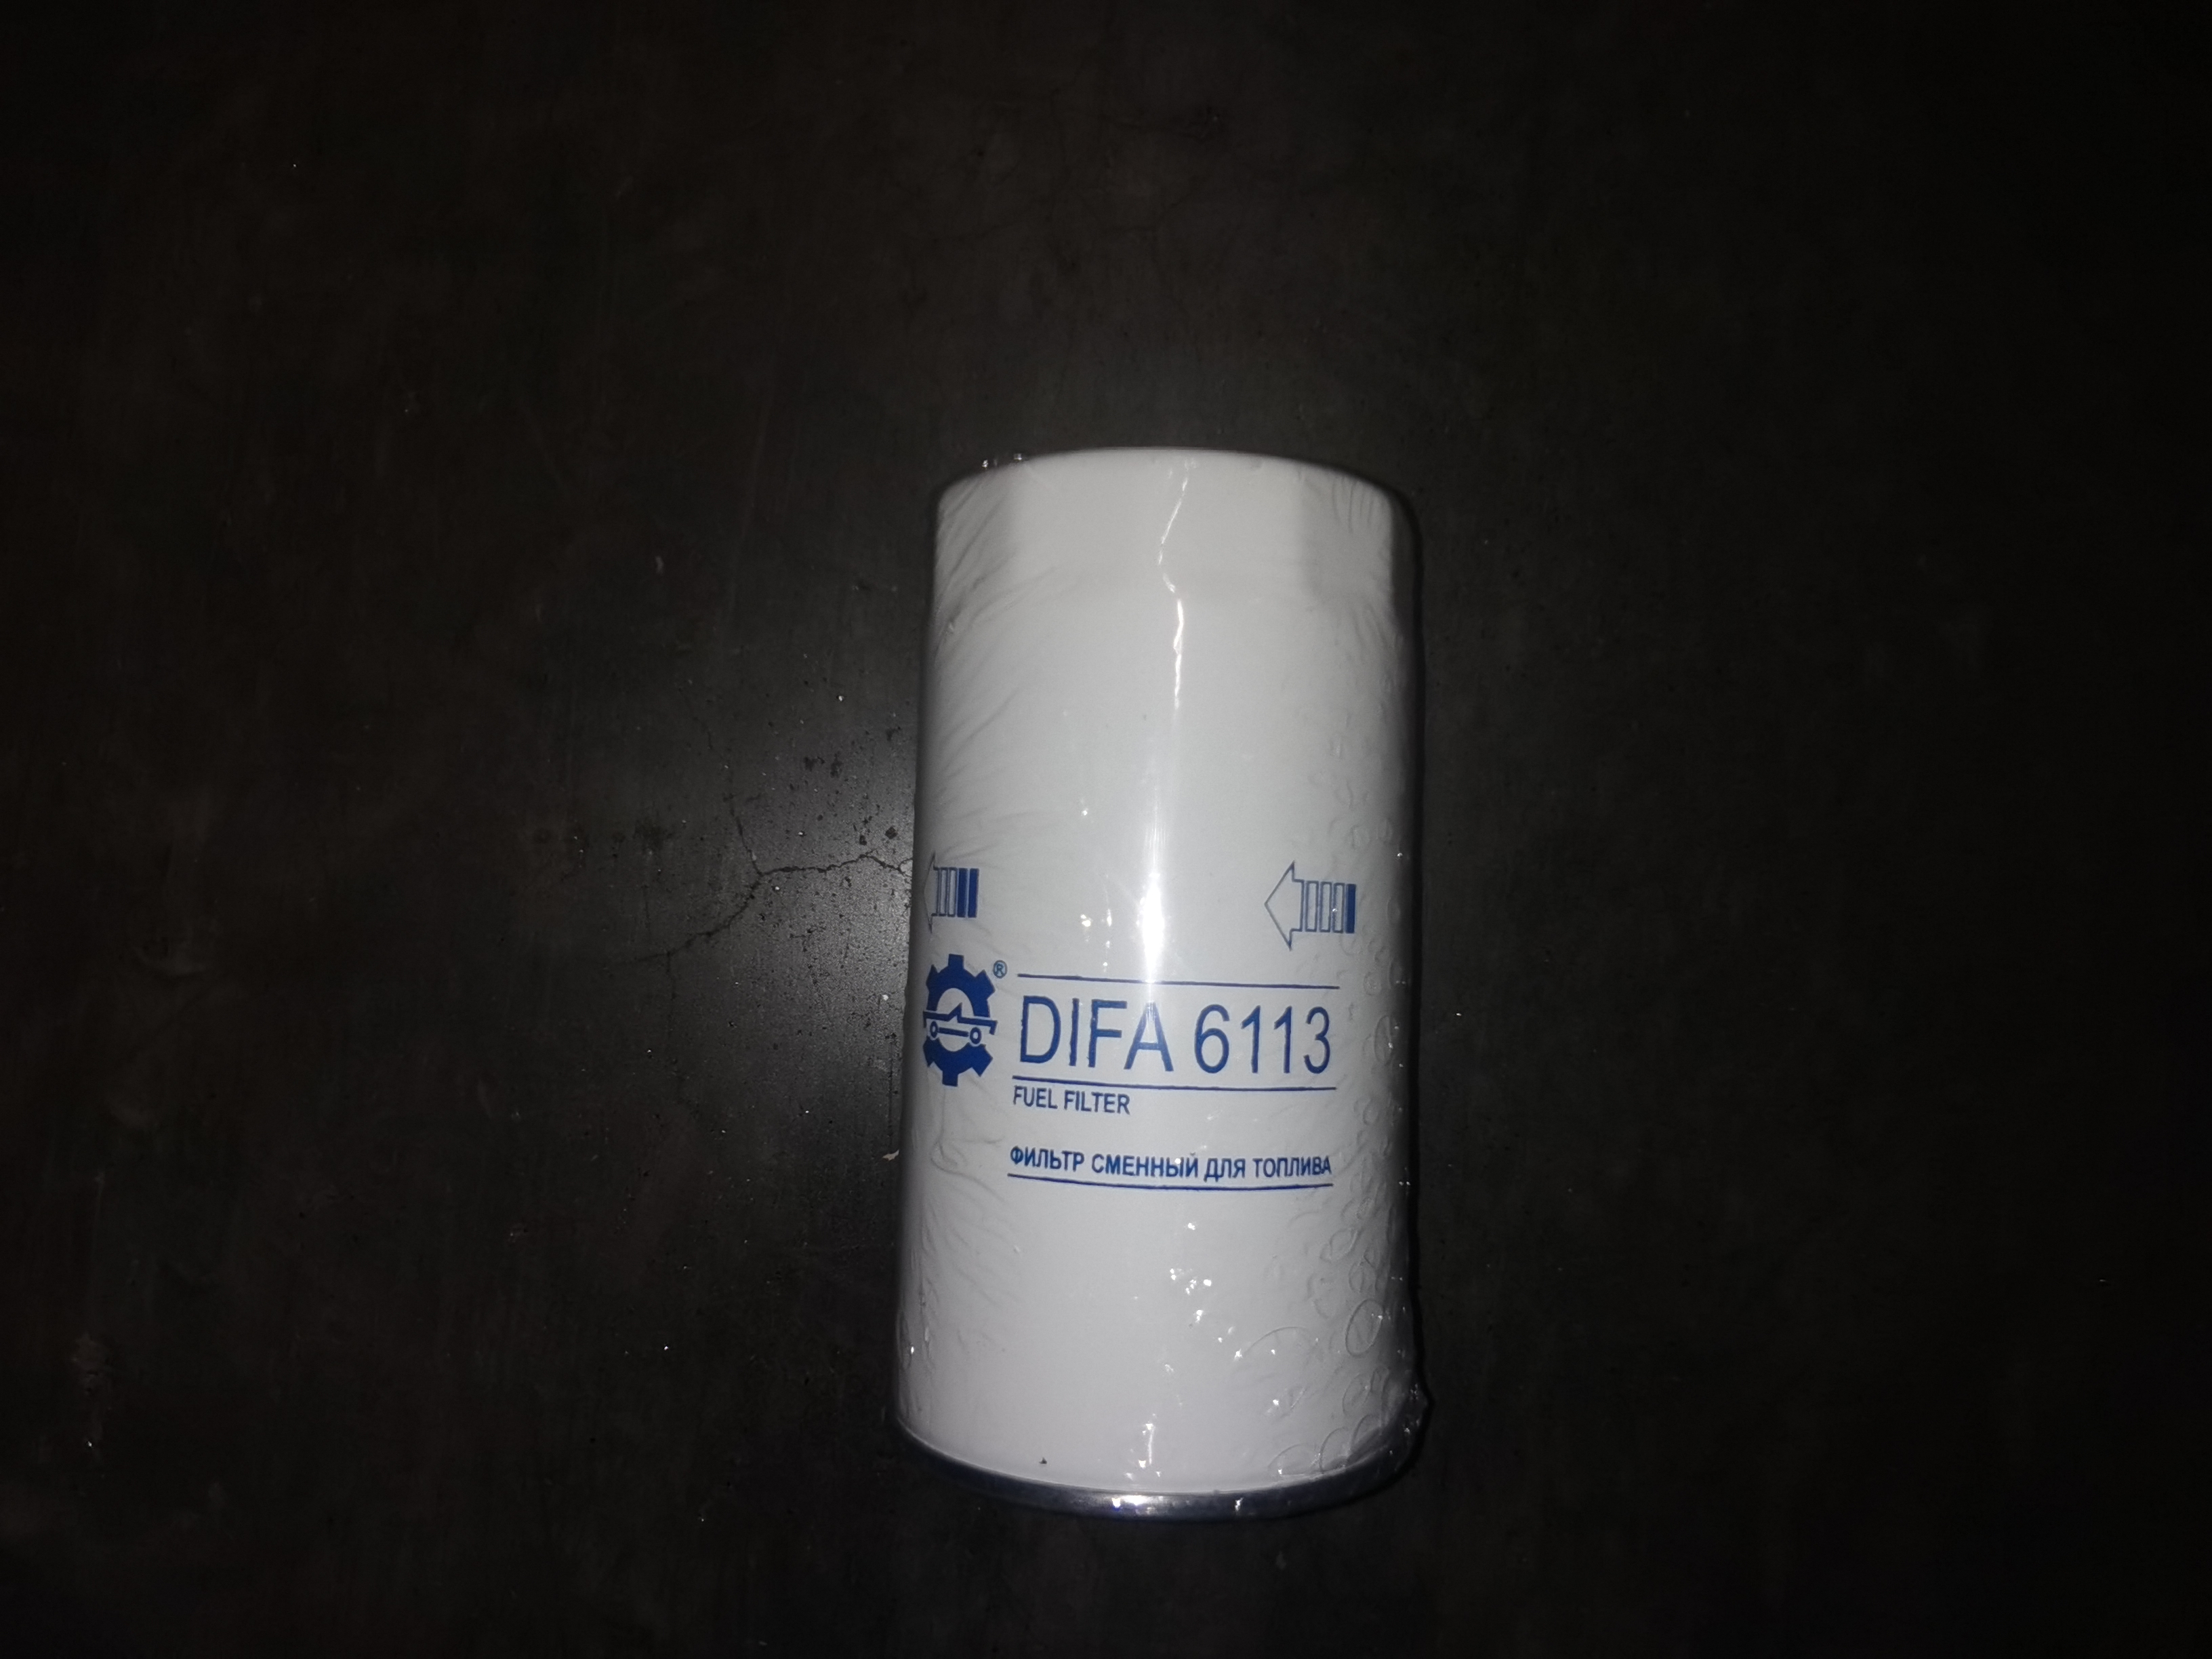 ®
DIFA 6113
FUEL FILTER
ФИЛЬТР СМЕННЫЙ ДЛЯ ТОПЛИВА